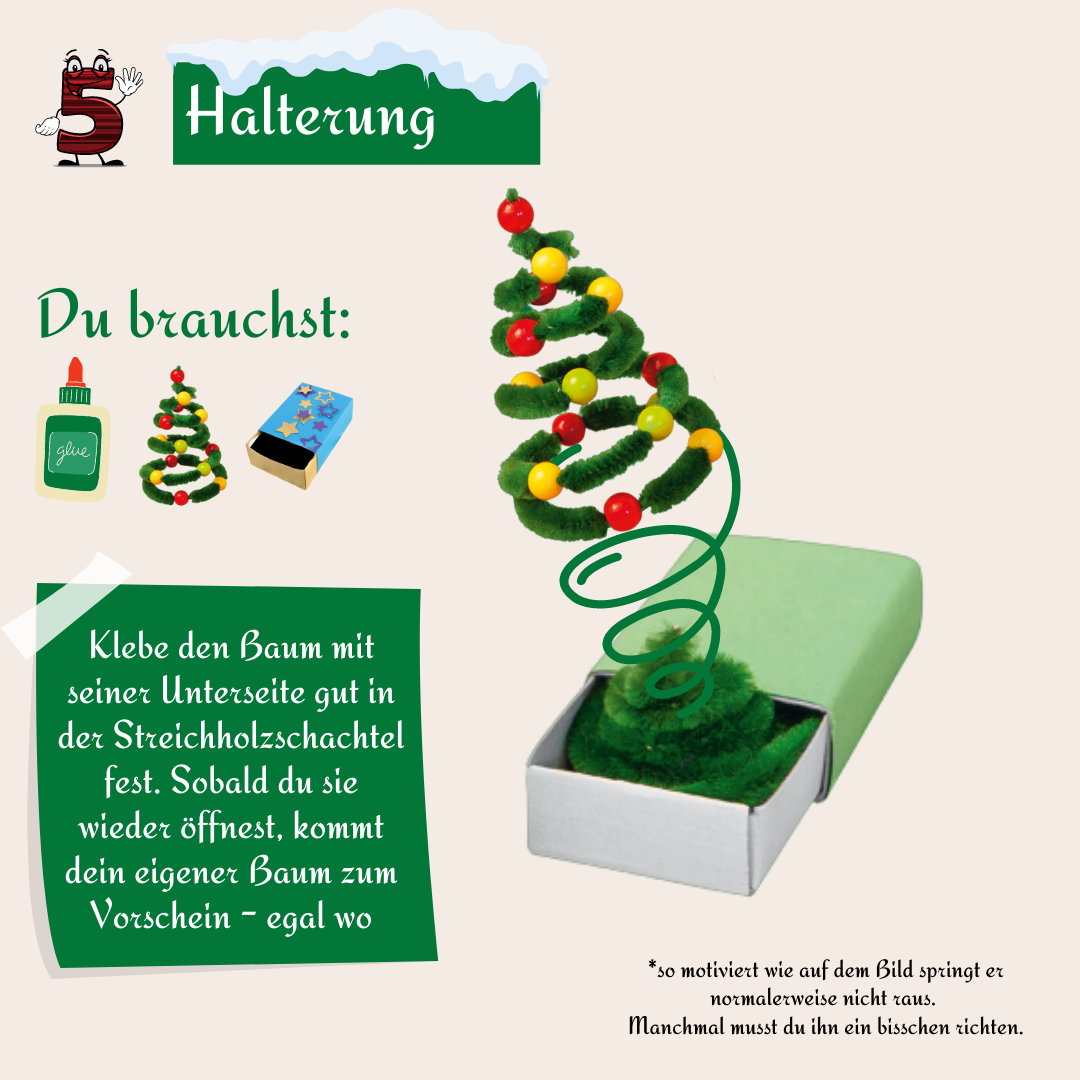 5
Halterung
Du brauchst:
glue
Klebe den Baum mit
seiner Unterseite gut in
der Streichholzschachtel
fest. Sobald du sie
wieder öffnest, kommt
dein eigener Baum zum
Vorschein – egal wo
*so motiviert wie auf dem Bild springt er
normalerweise nicht raus.
Manchmal musst du ihn ein bisschen richten.